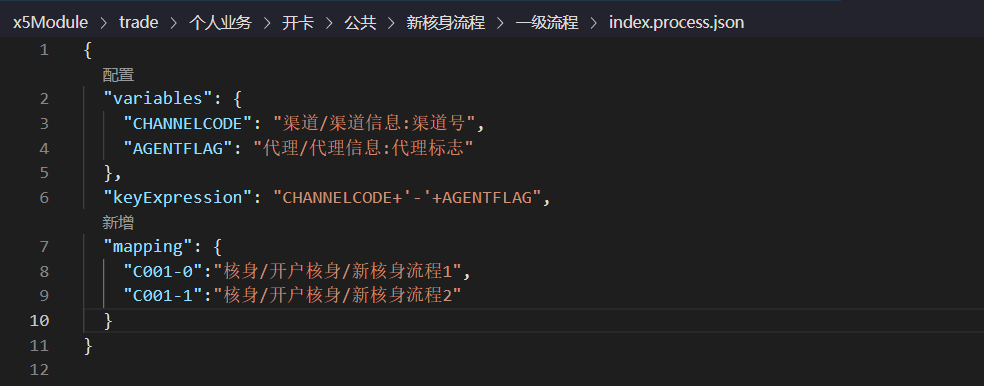 x5Module > trade > 个人业务 > 开卡 > 公共 > 新核身流程 > 一级流程 > index.process.json
1 {
配置
2 "variables": {
3 "CHANNELCODE": "渠道/渠道信息:渠道号",
4 "AGENTFLAG": "代理/代理信息:代理标志"
5 },
6 "keyExpression": "CHANNELCODE+'-'+AGENTFLAG",
新增
7 "mapping": {
8 "C001-0":"核身/开户核身/新核身流程1",
9 "C001-1":"核身/开户核身/新核身流程2"
10 }
11 }
12